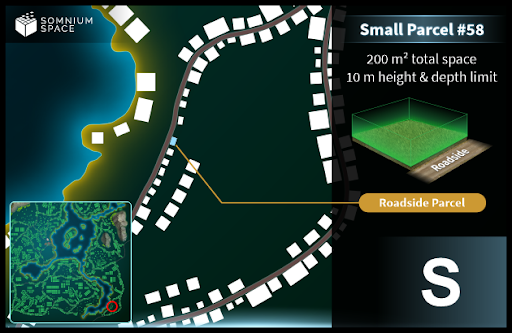 SOMNIUM
SPACE
Small Parcel #58
200 m² total space
10 m height & depth limit
Roadside
Roadside Parcel
S